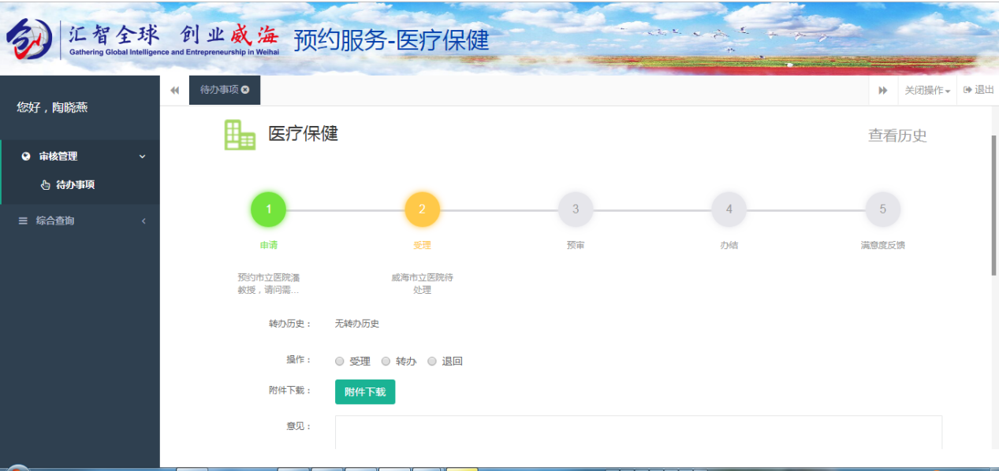 汇智全球 创业威海
Gathering Global Intelligence and Entrepreneurship in Weihai
预约服务-医疗保健
您好，陶晓燕
待办事项
关闭操作
退出
审核管理
待办事项
综合查询
医疗保健
查看历史
1
2
3
4
5
申请
受理
预审
办结
满意度反馈
预约市立医院潘
教授，请问需...
威海市立医院待
处理
转办历史：
无转办历史
操作：
受理 转办 退回
附件下载：
附件下载
意见：